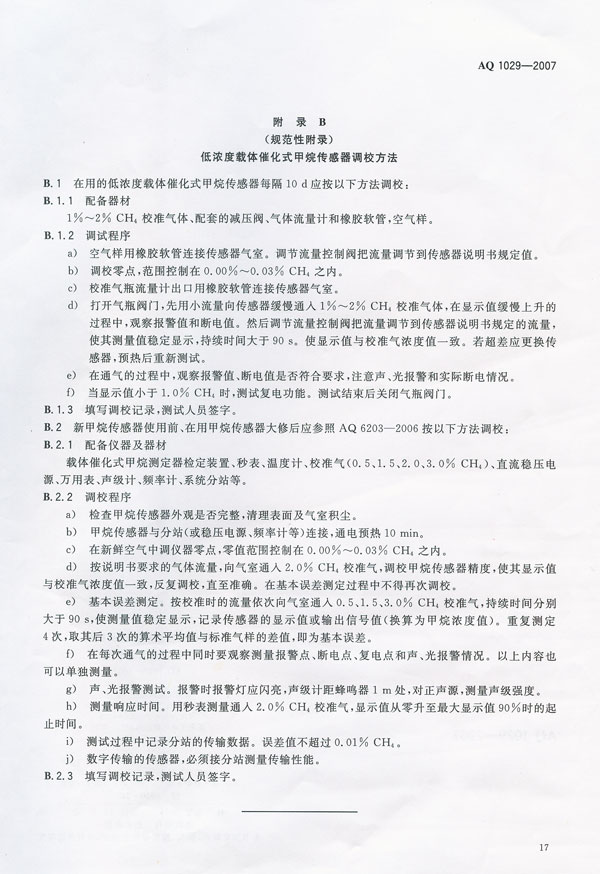 AQ 1029—2007
附 录 B
（规范性附录）
低浓度载体催化式甲烷传感器调校方法
B.1 在用的低浓度载体催化式甲烷传感器每隔 10 d 应按以下方法调校：
B.1.1 配备器材
1%～2% CH₄ 校准气体、配套的减压阀、气体流量计和橡胶软管，空气样。
B.1.2 调试程序
a) 空气样用橡胶软管连接传感器气室。调节流量控制阀把流量调节到传感器说明书规定值。
b) 调校零点，范围控制在 0.00%～0.03% CH₄ 之内。
c) 校准气瓶流量计出口用橡胶软管连接传感器气室。
d) 打开气瓶阀门，先用小流量向传感器缓慢通入 1%～2% CH₄ 校准气体，在显示值缓慢上升的
过程中，观察报警值和断电值。然后调节流量控制阀把流量调节到传感器说明书规定的流量，
使其测量值稳定显示，持续时间大于 90 s。使显示值与校准气浓度值一致。若超差应更换传
感器，预热后重新测试。
e) 在通气的过程中，观察报警值、断电值是否符合要求，注意声、光报警和实际断电情况。
f) 当显示值小于 1.0% CH₄ 时，测试复电功能。测试结束后关闭气瓶阀门。
B.1.3 填写调校记录，测试人员签字。
B.2 新甲烷传感器使用前、在用甲烷传感器大修后应参照 AQ 6203—2006 按以下方法调校：
B.2.1 配备仪器及器材
载体催化式甲烷测定器检定装置、秒表、温度计、校准气（0.5、1.5、2.0、3.0% CH₄）、直流稳压电
源、万用表、声级计、频率计、系统分站等。
B.2.2 调校程序
a) 检查甲烷传感器外观是否完整，清理表面及气室积尘。
b) 甲烷传感器与分站（或稳压电源、频率计等）连接，通电预热 10 min。
c) 在新鲜空气中调仪器零点，零值范围控制在 0.00%～0.03% CH₄ 之内。
d) 按说明书要求的气体流量，向气室通入 2.0% CH₄ 校准气，调校甲烷传感器精度，使其显示值
与校准气浓度值一致，反复调校，直至准确。在基本误差测定过程中不得再次调校。
e) 基本误差测定。按校准时的流量依次向气室通入 0.5、1.5、3.0% CH₄ 校准气，持续时间分别
大于 90 s，使测量值稳定显示，记录传感器的显示值或输出信号值（换算为甲烷浓度值）。重复测定
4 次，取其后 3 次的算术平均值与标准气样的差值，即为基本误差。
f) 在每次通气的过程中同时要观察测量报警点、断电点、复电点和声、光报警情况。以上内容也
可以单独测量。
g) 声、光报警测试。报警时报警灯应闪亮，声级计距蜂鸣器 1 m 处，对正声源，测量声级强度。
h) 测量响应时间。用秒表测量通入 2.0% CH₄ 校准气，显示值从零升至最大显示值 90%时的起
止时间。
i) 测试过程中记录分站的传输数据。误差值不超过 0.01% CH₄。
j) 数字传输的传感器，必须接分站测量传输性能。
B.2.3 填写调校记录，测试人员签字。
17